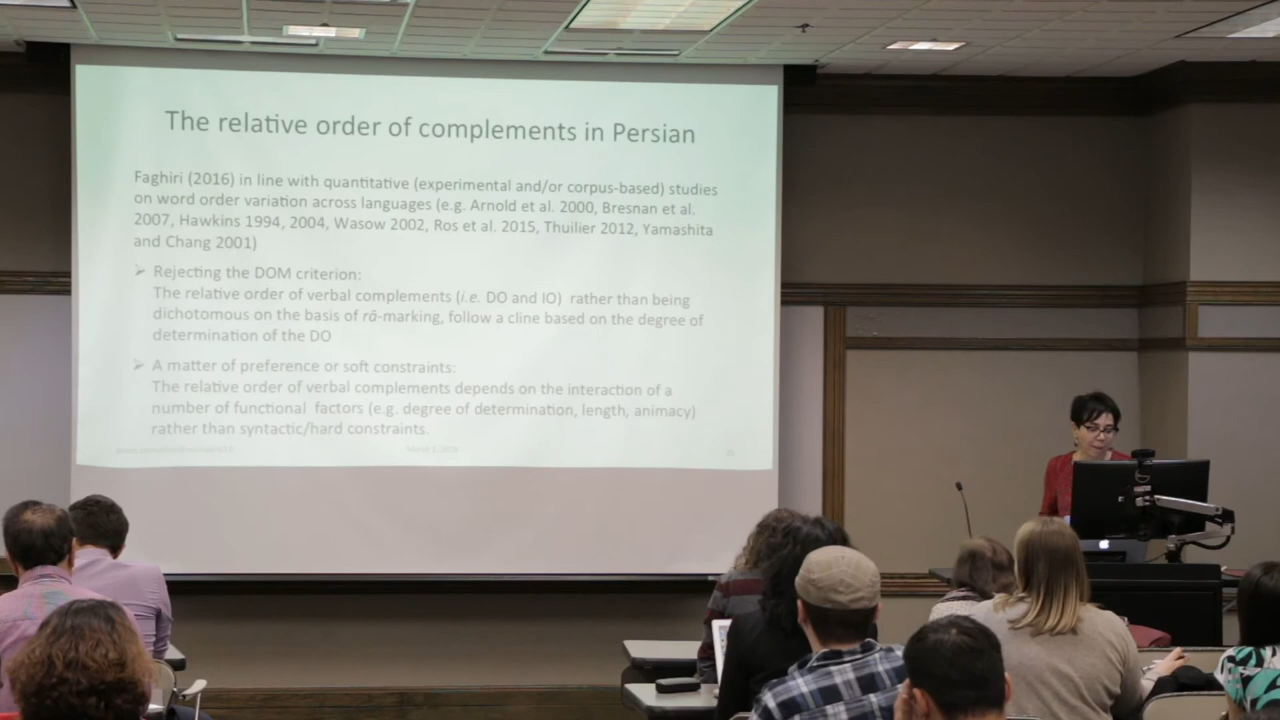 The relative order of complements in Persian
Faghiri (2016) in line with quantitative (experimental and/or corpus-based) studies
on word order variation across languages (e.g. Arnold et al. 2000, Bresnan et al.
2007, Hawkins 1994, 2004, Wasow 2002, Ros et al. 2015, Thuilier 2012, Yamashita
and Chang 2001)
➢ Rejecting the DOM criterion:
The relative order of verbal complements (i.e. DO and IO) rather than being
dichotomous on the basis of rā-marking, follow a cline based on the degree of
determination of the DO
➢ A matter of preference or soft constraints:
The relative order of verbal complements depends on the interaction of a
number of functional factors (e.g. degree of determination, length, animacy)
rather than syntactic/hard constraints.